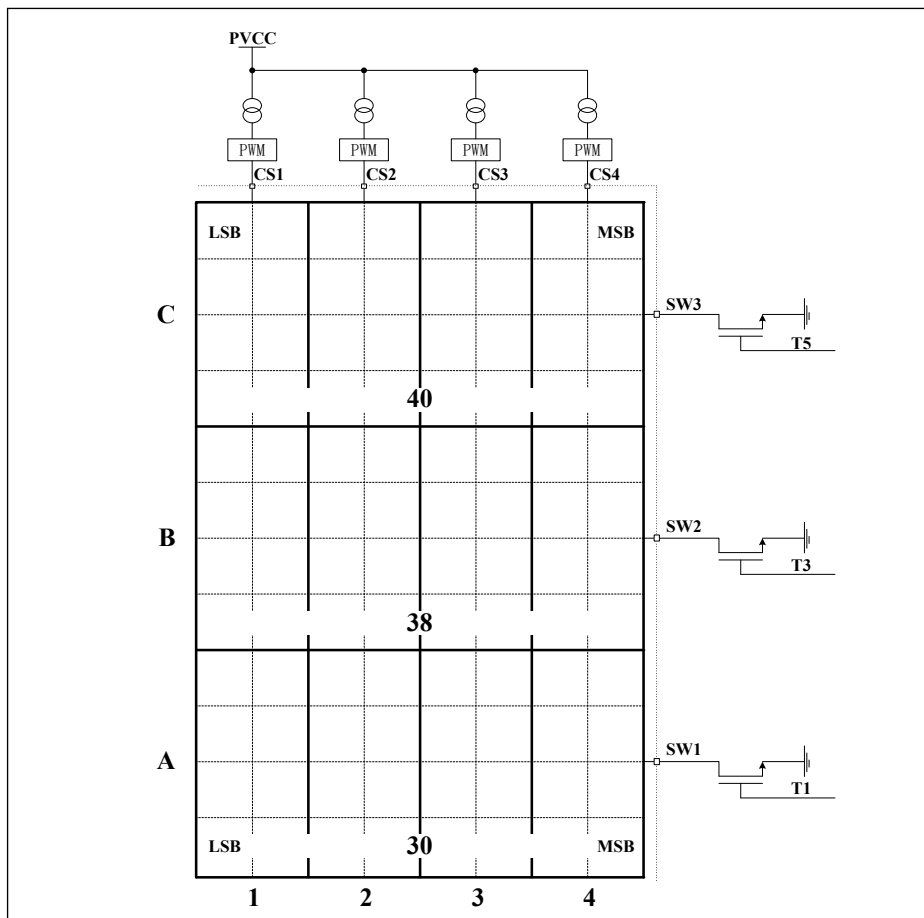 PVCC
PWM PWM PWM PWM
CS1 CS2 CS3 CS4
LSB MSB
C SW3
T5
40
B SW2
T3
38
A SW1
T1
LSB 30 MSB
1 2 3 4